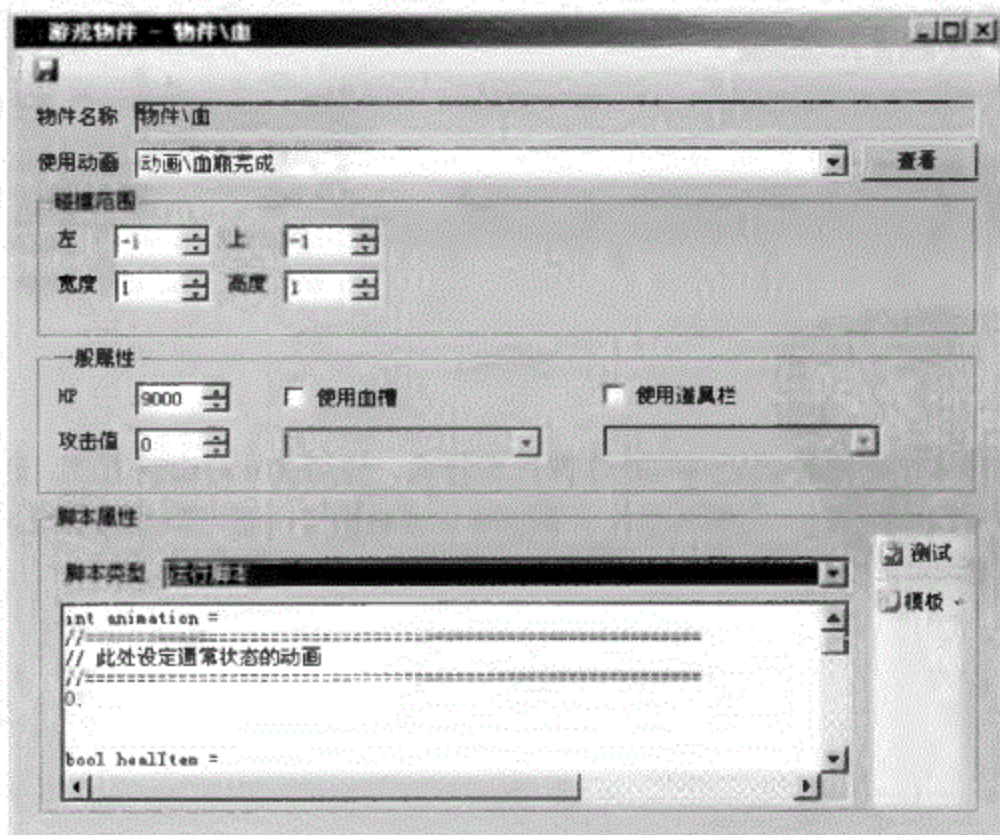 游戏物件 - 物件\血
物件名称 物件\血
使用动画 动画\血瓶完成 查看
碰撞范围
左 -1 上 -1
宽度 1 高度 1
一般属性
HP 9000 使用血槽 使用道具栏
攻击值 0
脚本属性
脚本类型
测试
模板
int animation =
//============================================================
// 此处设定通常状态的动画
//============================================================
0.
bool healItem =